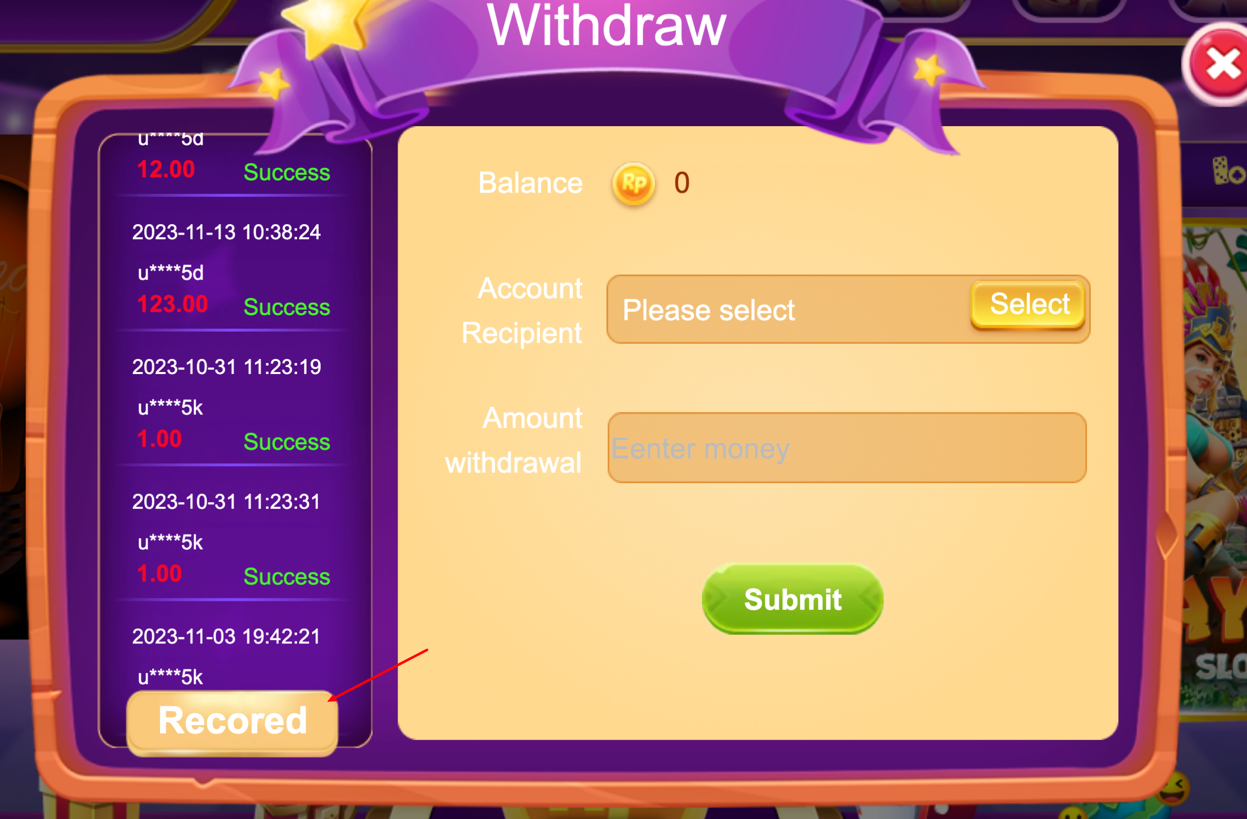 Withdraw
u****5d
12.00 Success
2023-11-13 10:38:24
u****5d
123.00 Success
2023-10-31 11:23:19
u****5k
1.00 Success
2023-10-31 11:23:31
u****5k
1.00 Success
2023-11-03 19:42:21
u****5k
Recored
Balance Rp 0
Account
Recipient
Please select
Select
Amount
withdrawal
Eenter money
Submit